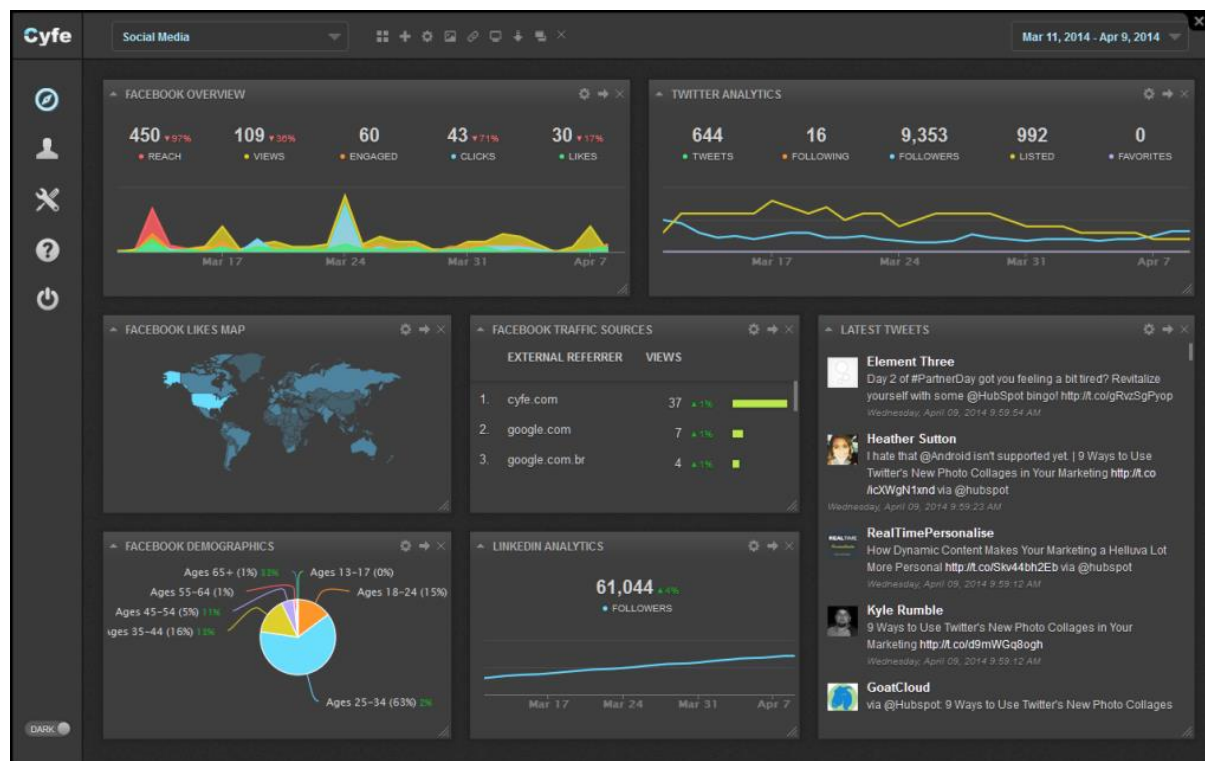 Cyfe
Social Media
Mar 11, 2014 - Apr 9, 2014
FACEBOOK OVERVIEW
450 ▼97% 109 ▼36% 60 43 ▼71% 30 ▼17%
REACH VIEWS ENGAGED CLICKS LIKES
Mar 17 Mar 24 Mar 31 Apr 7
TWITTER ANALYTICS
644 16 9,353 992 0
TWEETS FOLLOWING FOLLOWERS LISTED FAVORITES
Mar 17 Mar 24 Mar 31 Apr 7
FACEBOOK LIKES MAP
FACEBOOK TRAFFIC SOURCES
EXTERNAL REFERRER VIEWS
1. cyfe.com 37 ▲1%
2. google.com 7 ▲1%
3. google.com.br 4 ▲1%
LATEST TWEETS
Element Three
Day 2 of #PartnerDay got you feeling a bit tired? Revitalize
yourself with some @HubSpot bingo! http://t.co/gRvzSgPyop
Wednesday, April 09, 2014 9:59:54 AM
Heather Sutton
I hate that @Android isn't supported yet. | 9 Ways to Use
Twitter's New Photo Collages in Your Marketing http://t.co
/icXWgN1xnd via @hubspot
Wednesday, April 09, 2014 9:59:23 AM
REALTIME
RealTimePersonalise
How Dynamic Content Makes Your Marketing a Helluva Lot
More Personal http://t.co/Skv44bh2Eb via @hubspot
Wednesday, April 09, 2014 9:59:12 AM
Kyle Rumble
9 Ways to Use Twitter's New Photo Collages in Your
Marketing http://t.co/d9mWGq8ogh
Wednesday, April 09, 2014 9:59:12 AM
GoatCloud
via @Hubspot: 9 Ways to Use Twitter's New Photo Collages
FACEBOOK DEMOGRAPHICS
Ages 65+ (1%) Ages 13-17 (0%)
Ages 55-64 (1%) Ages 18-24 (15%)
Ages 45-54 (5%) 11%
ges 35-44 (16%) 13%
Ages 25-34 (63%) 2%
LINKEDIN ANALYTICS
61,044 ▲4%
FOLLOWERS
Mar 17 Mar 24 Mar 31 Apr 7
DARK